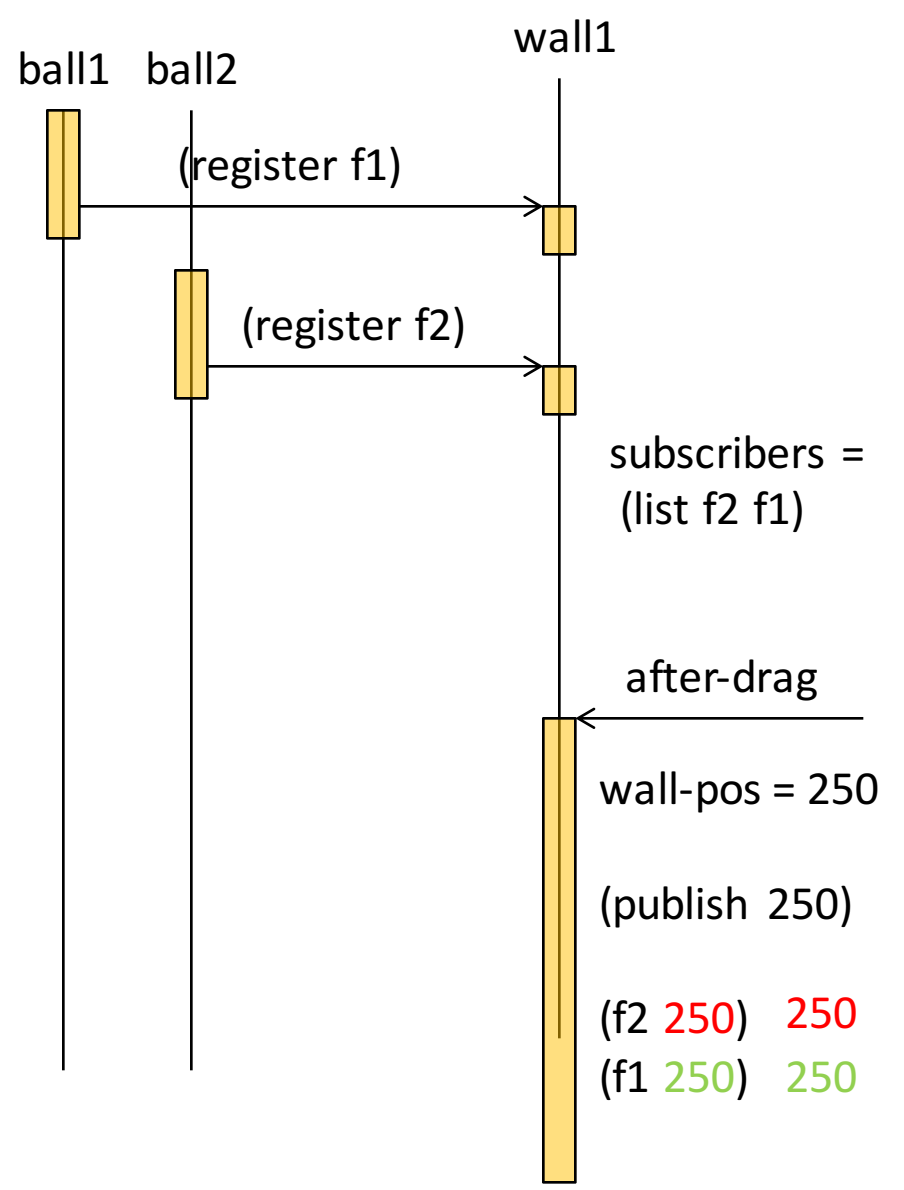 wall1
ball1 ball2
(register f1)
(register f2)
subscribers =
(list f2 f1)
after-drag
wall-pos = 250
(publish 250)
(f2 250) 250
(f1 250) 250